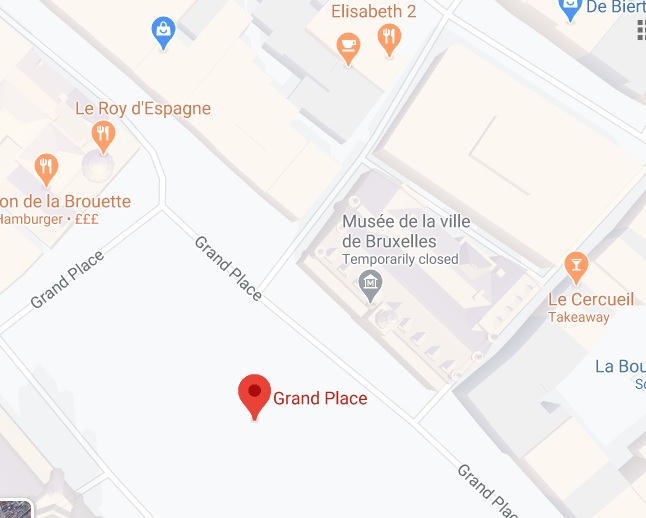 Elisabeth 2
De Biert
Le Roy d'Espagne
on de la Brouette
Hamburger • £££
Musée de la ville
de Bruxelles
Temporarily closed
Grand Place
Grand Place
Le Cercueil
Takeaway
La Bou
So
Grand Place
Grand Plac